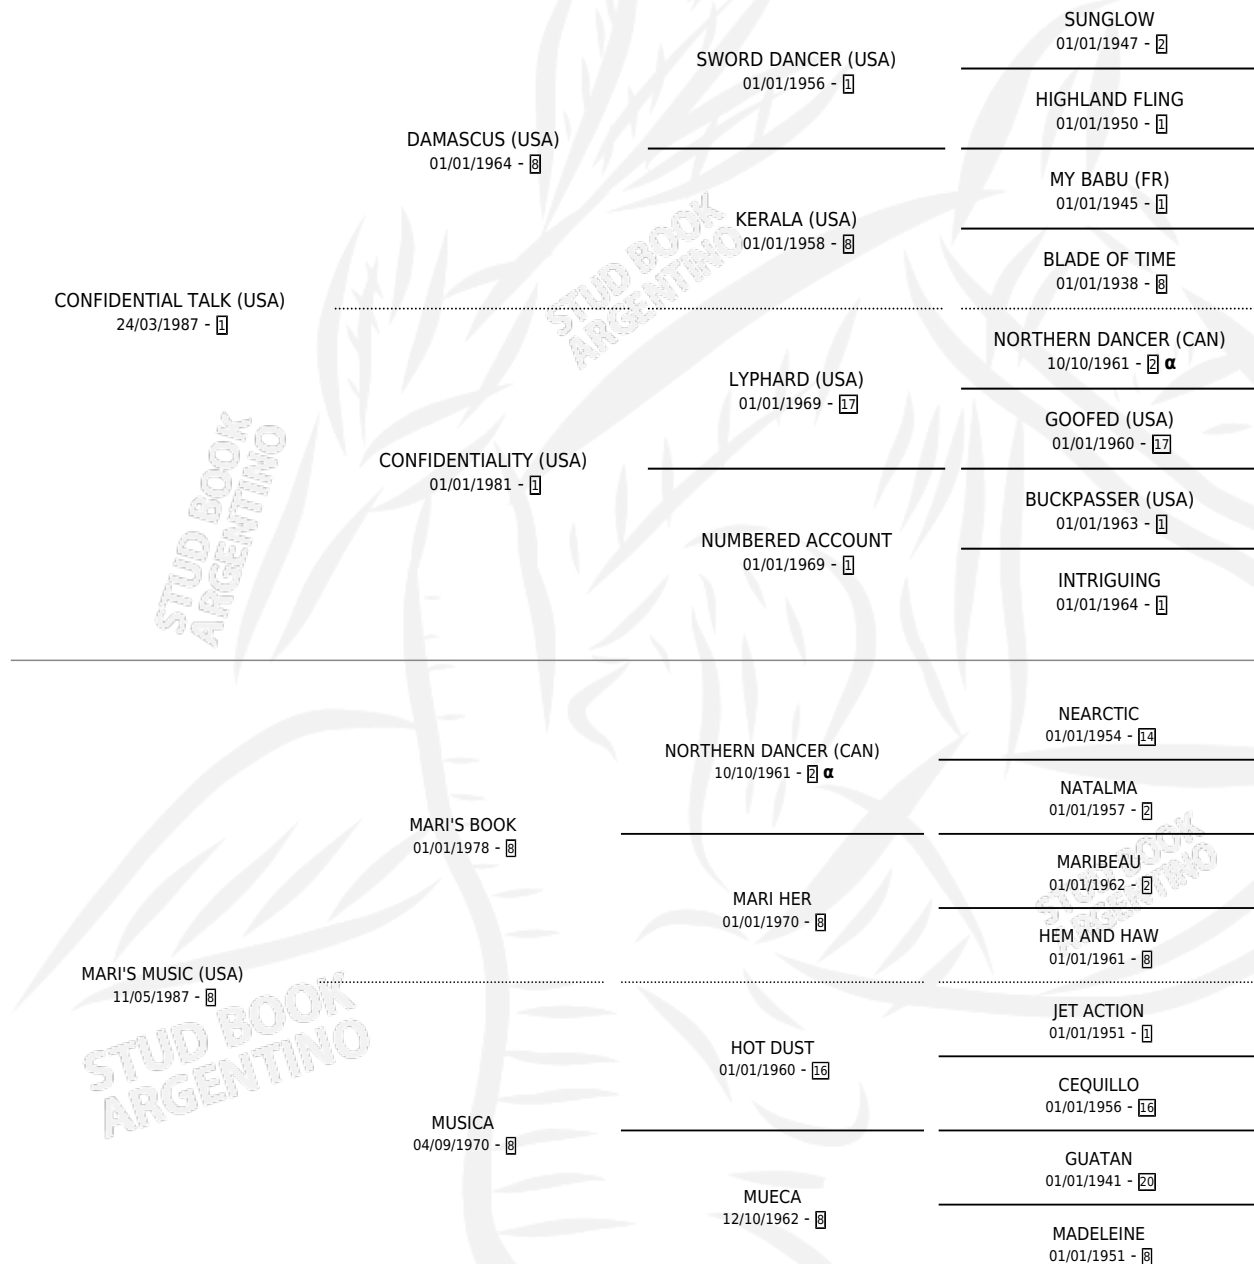 SUNGLOW
01/01/1947 - 2
SWORD DANCER (USA)
01/01/1956 - 1
HIGHLAND FLING
01/01/1950 - 1
DAMASCUS (USA)
01/01/1964 - 8
MY BABU (FR)
01/01/1945 - 1
KERALA (USA)
01/01/1958 - 8
BLADE OF TIME
01/01/1938 - 8
CONFIDENTIAL TALK (USA)
24/03/1987 - 1
NORTHERN DANCER (CAN)
10/10/1961 - 2 α
LYPHARD (USA)
01/01/1969 - 17
GOOFED (USA)
01/01/1960 - 17
CONFIDENTIALITY (USA)
01/01/1981 - 1
BUCKPASSER (USA)
01/01/1963 - 1
NUMBERED ACCOUNT
01/01/1969 - 1
INTRIGUING
01/01/1964 - 1
NEARCTIC
01/01/1954 - 14
NORTHERN DANCER (CAN)
10/10/1961 - 2 α
NATALMA
01/01/1957 - 2
MARI'S BOOK
01/01/1978 - 8
MARIBEAU
01/01/1962 - 2
MARI HER
01/01/1970 - 8
HEM AND HAW
01/01/1961 - 8
MARI'S MUSIC (USA)
11/05/1987 - 8
JET ACTION
01/01/1951 - 1
HOT DUST
01/01/1960 - 16
CEQUILLO
01/01/1956 - 16
MUSICA
04/09/1970 - 8
GUATAN
01/01/1941 - 20
MUECA
12/10/1962 - 8
MADELEINE
01/01/1951 - 8
STUD BOOK
ARGENTINO
STUD BOOK
ARGENTINO
STUD BOOK
ARGENTINO
STUD BOOK
ARGENTINO